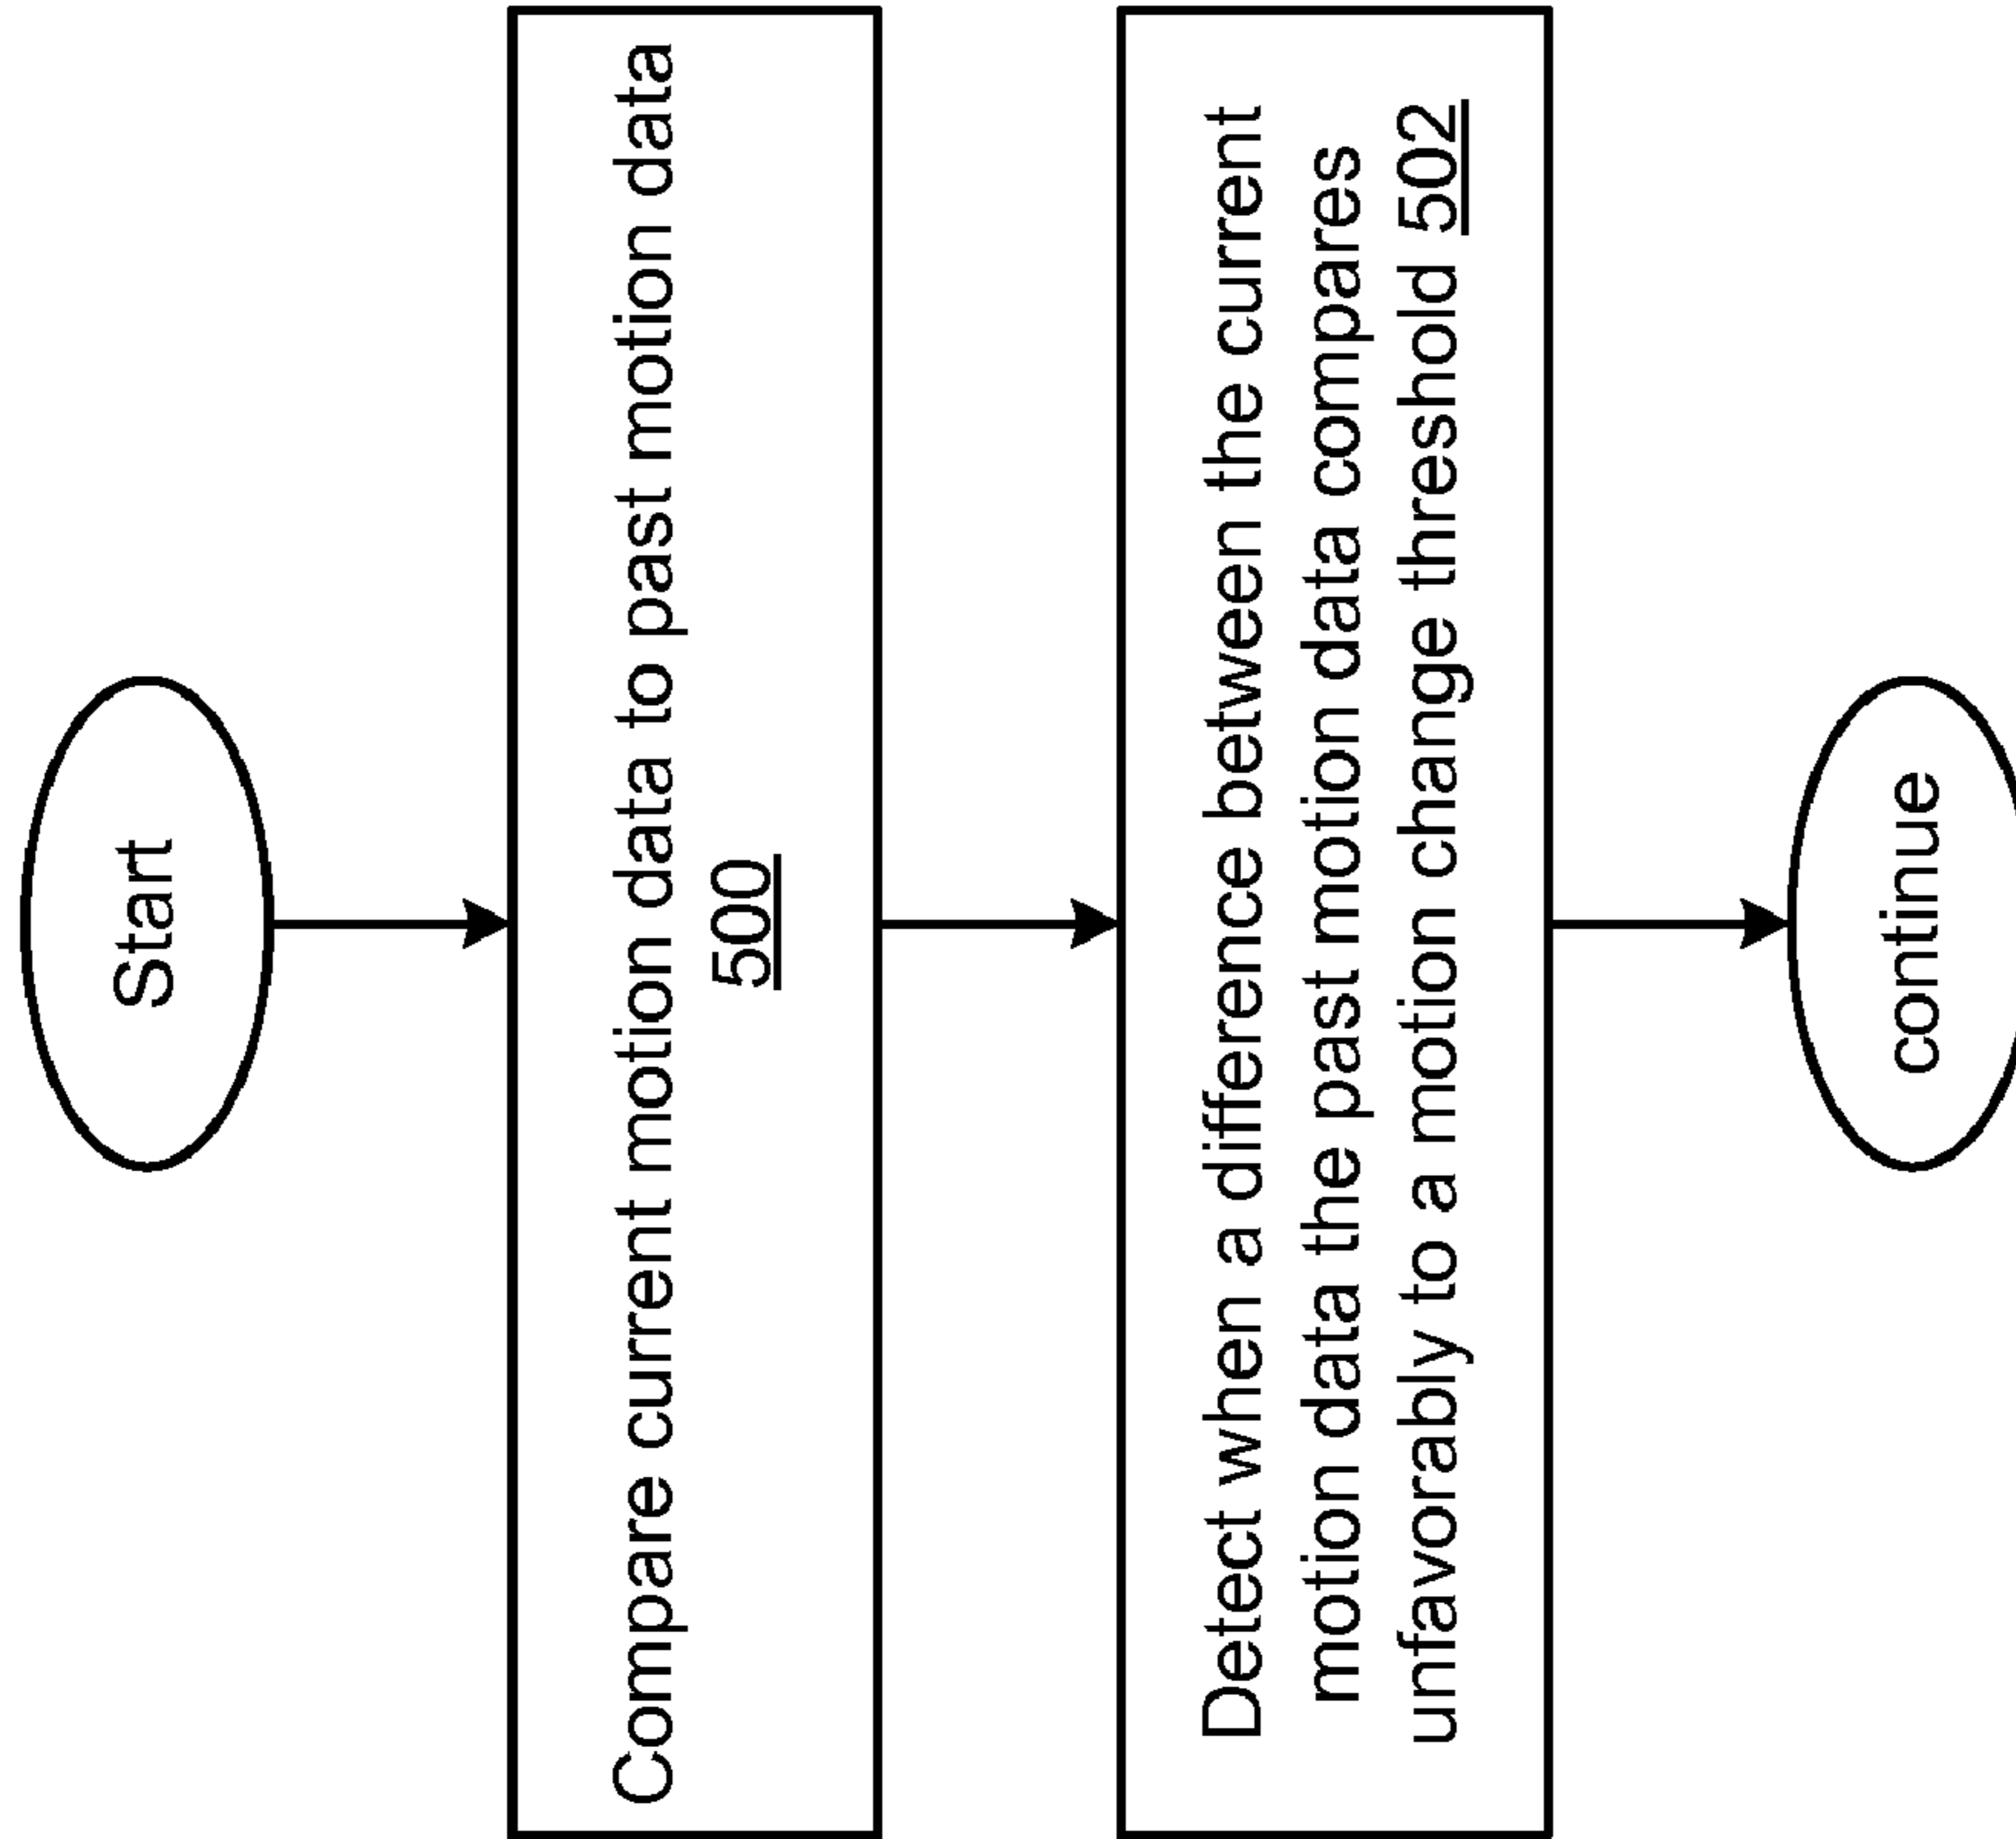 Start
Compare current motion data to past motion data
500
Detect when a difference between the current
motion data the past motion data compares
unfavorably to a motion change threshold 502
continue